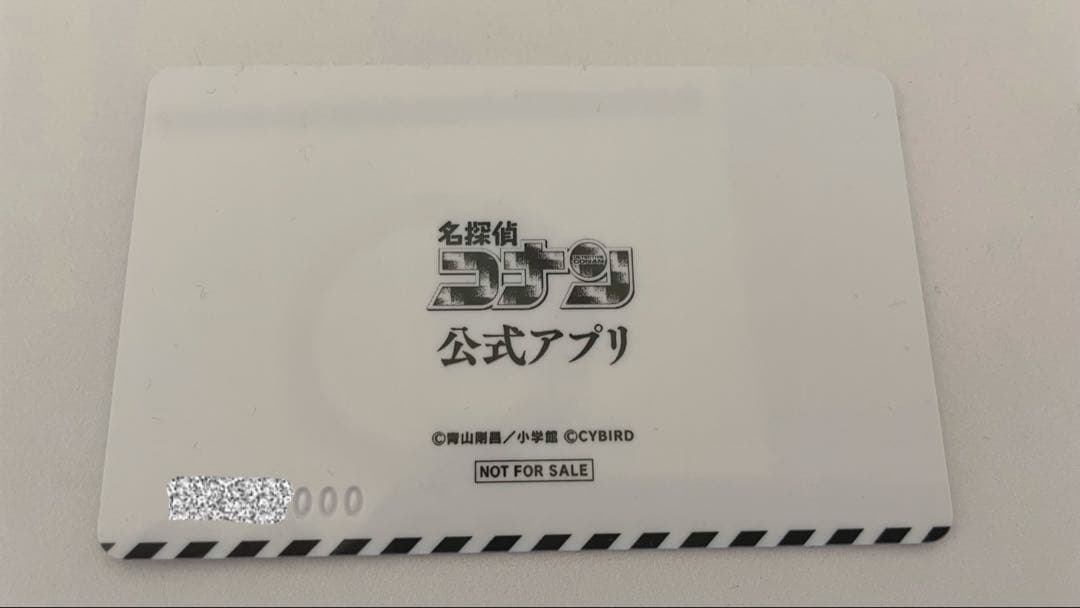 名探偵
コナン
DETECTIVE
CONAN
公式アプリ
©青山剛昌／小学館 ©CYBIRD
NOT FOR SALE
000